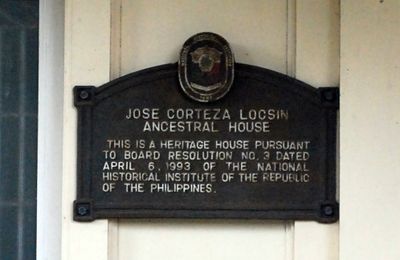 JOSE CORTEZA LOCSIN
ANCESTRAL HOUSE
THIS IS A HERITAGE HOUSE PURSUANT
TO BOARD RESOLUTION NO. 3 DATED
APRIL 6, 1993 OF THE NATIONAL
HISTORICAL INSTITUTE OF THE REPUBLIC
OF THE PHILIPPINES.